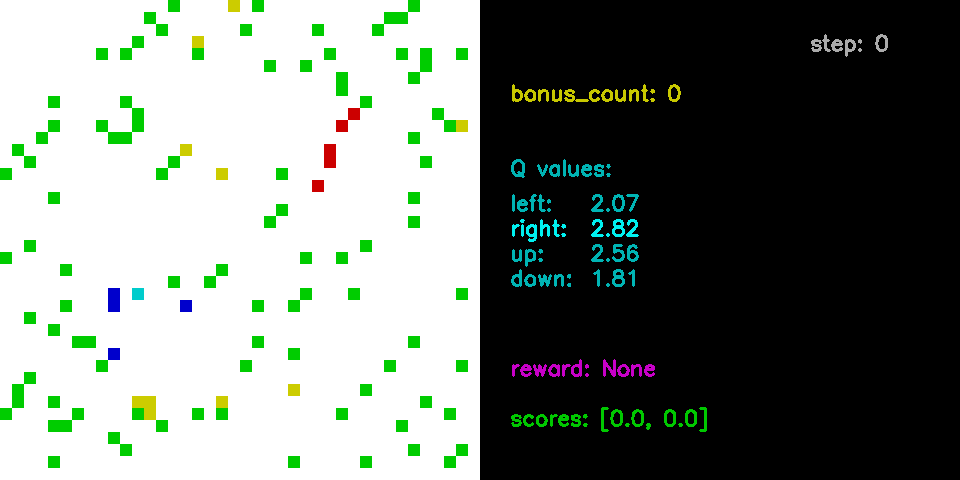 step: 0
bonus_count: 0
Q values:
left: 2.07
right: 2.82
up: 2.56
down: 1.81
reward: None
scores: [0.0, 0.0]